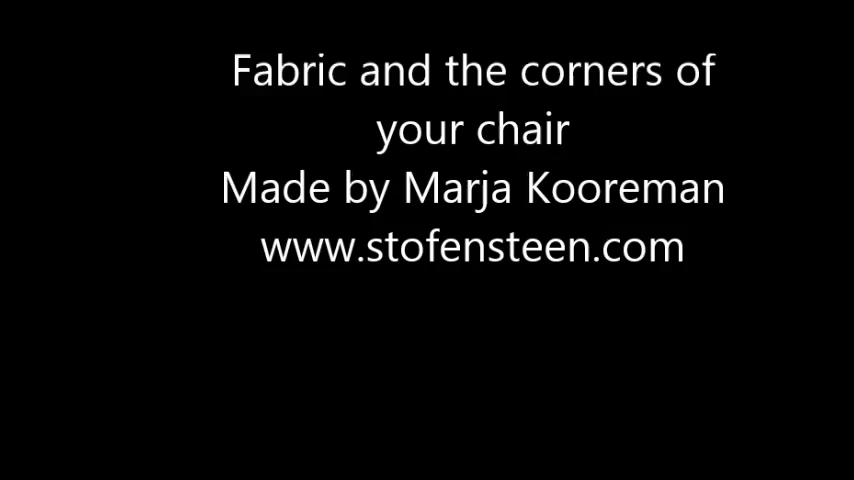 Fabric and the corners of
your chair
Made by Marja Kooreman
www.stofensteen.com